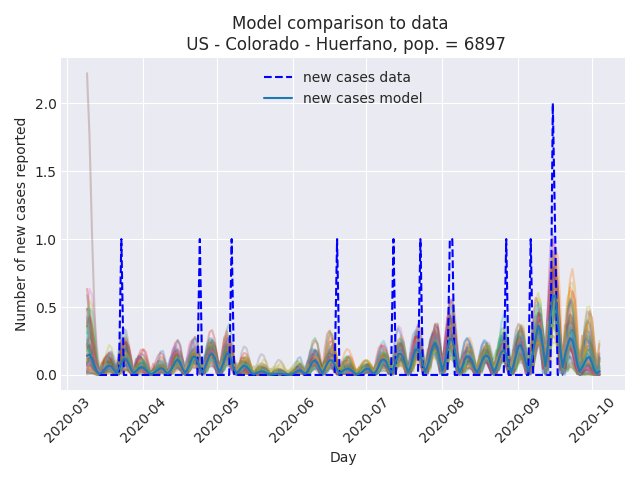 Model comparison to data
US - Colorado - Huerfano, pop. = 6897
new cases data
new cases model
Number of new cases reported
2.0
1.5
1.0
0.5
0.0
2020-03
2020-04
2020-05
2020-06
2020-07
2020-08
2020-09
2020-10
Day